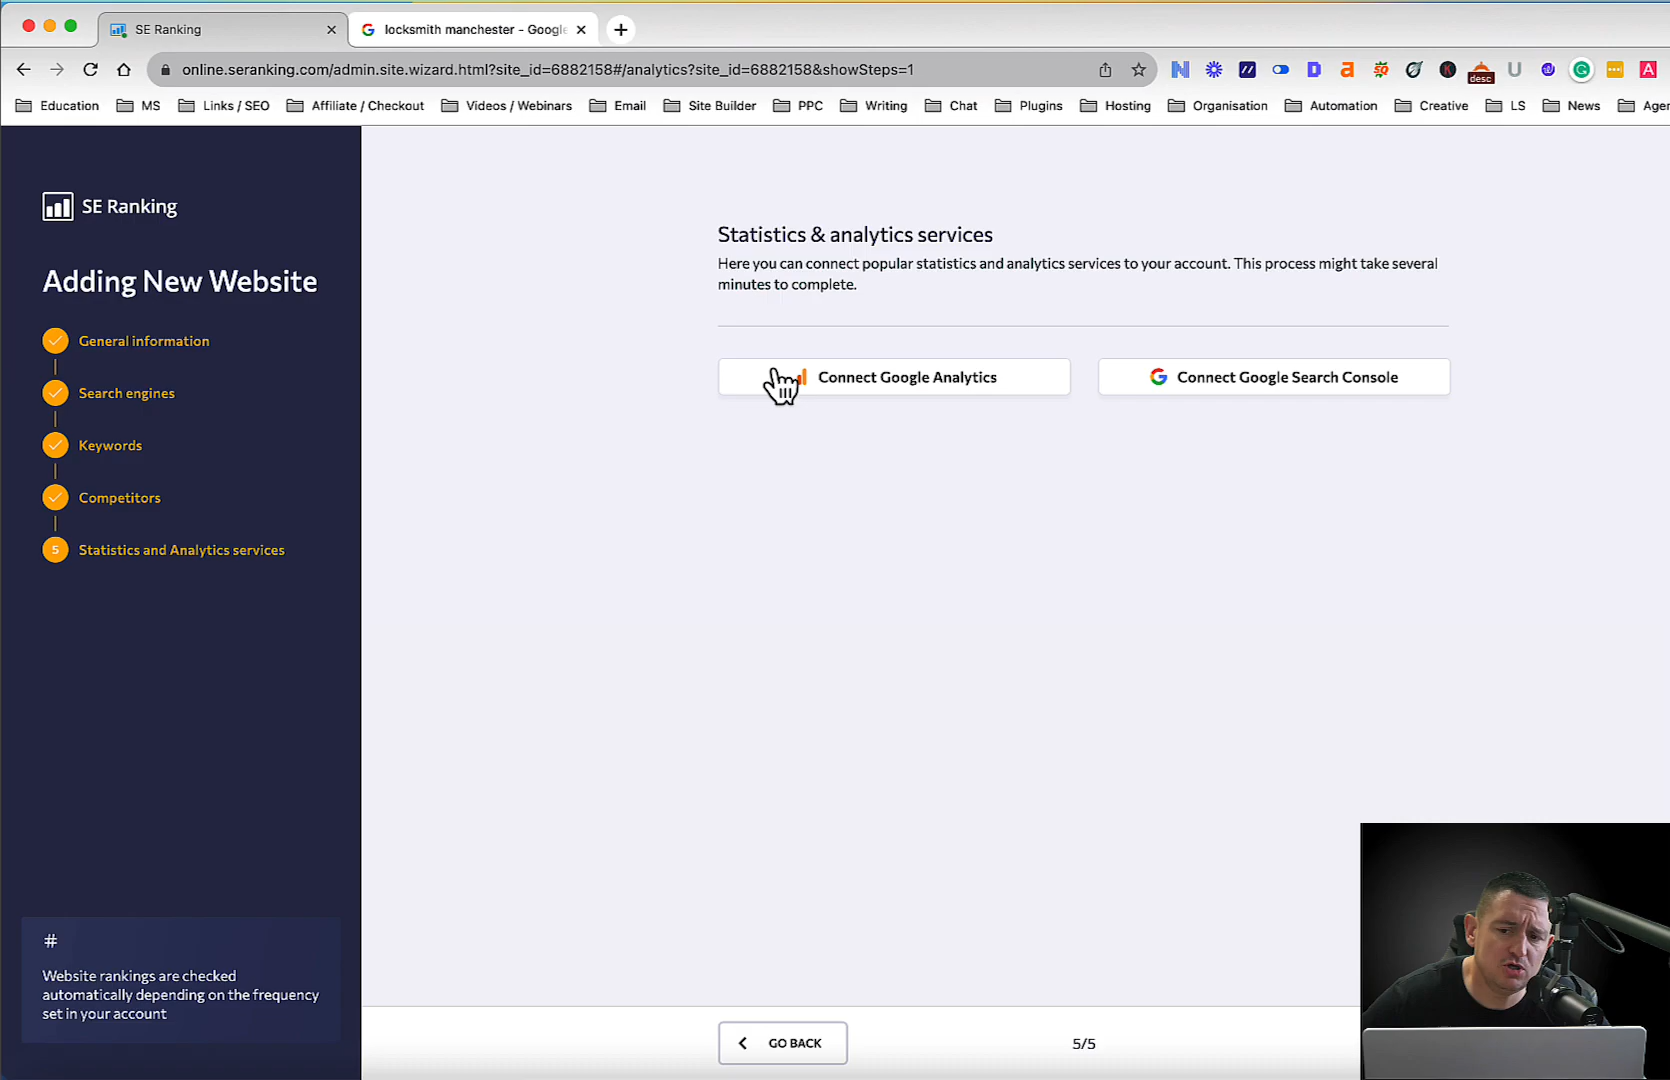 SE Ranking
locksmith manchester - Google
online.seranking.com/admin.site.wizard.html?site_id=6882158#/analytics?site_id=6882158&showSteps=1
desc
Education
MS
Links / SEO
Affiliate / Checkout
Videos / Webinars
Email
Site Builder
PPC
Writing
Chat
Plugins
Hosting
Organisation
Automation
Creative
LS
News
Agen
SE Ranking
Adding New Website
General information
Search engines
Keywords
Competitors
5 Statistics and Analytics services
#
Website rankings are checked
automatically depending on the frequency
set in your account
Statistics & analytics services
Here you can connect popular statistics and analytics services to your account. This process might take several
minutes to complete.
Connect Google Analytics
Connect Google Search Console
GO BACK
5/5